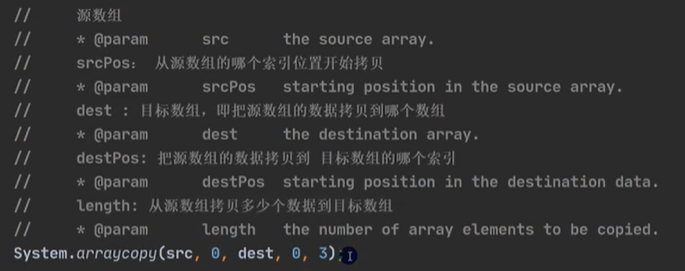 // 源数组
// * @param src the source array.
// srcPos： 从源数组的哪个索引位置开始拷贝
// * @param srcPos starting position in the source array.
// dest : 目标数组，即把源数组的数据拷贝到哪个数组
// * @param dest the destination array.
// destPos: 把源数组的数据拷贝到 目标数组的哪个索引
// * @param destPos starting position in the destination data.
// length: 从源数组拷贝多少个数据到目标数组
// * @param length the number of array elements to be copied.
System.arraycopy(src, 0, dest, 0, 3);